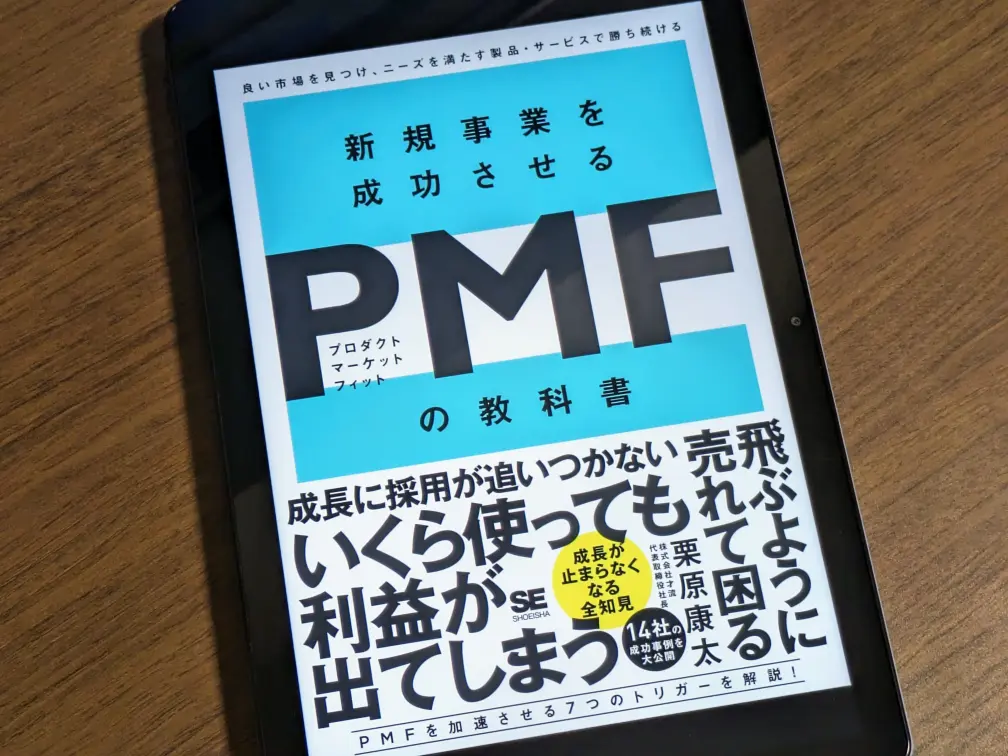 良い市場を見つけ、ニーズを満たす製品・サービスで勝ち続ける
新規事業を
成功させる
PMF
プロダクト
マーケット
フィット
の教科書
飛ぶように
売れて困る
成長に採用が追いつかない
いくら使っても
利益が
出てしまう
成長が
止まらなく
なる
全知見
SE
SHOEISHA
株式会社才流
代表取締役社長
栗原康太
14社の
成功事例を
大公開
PMFを加速させる7つのトリガーを解説!